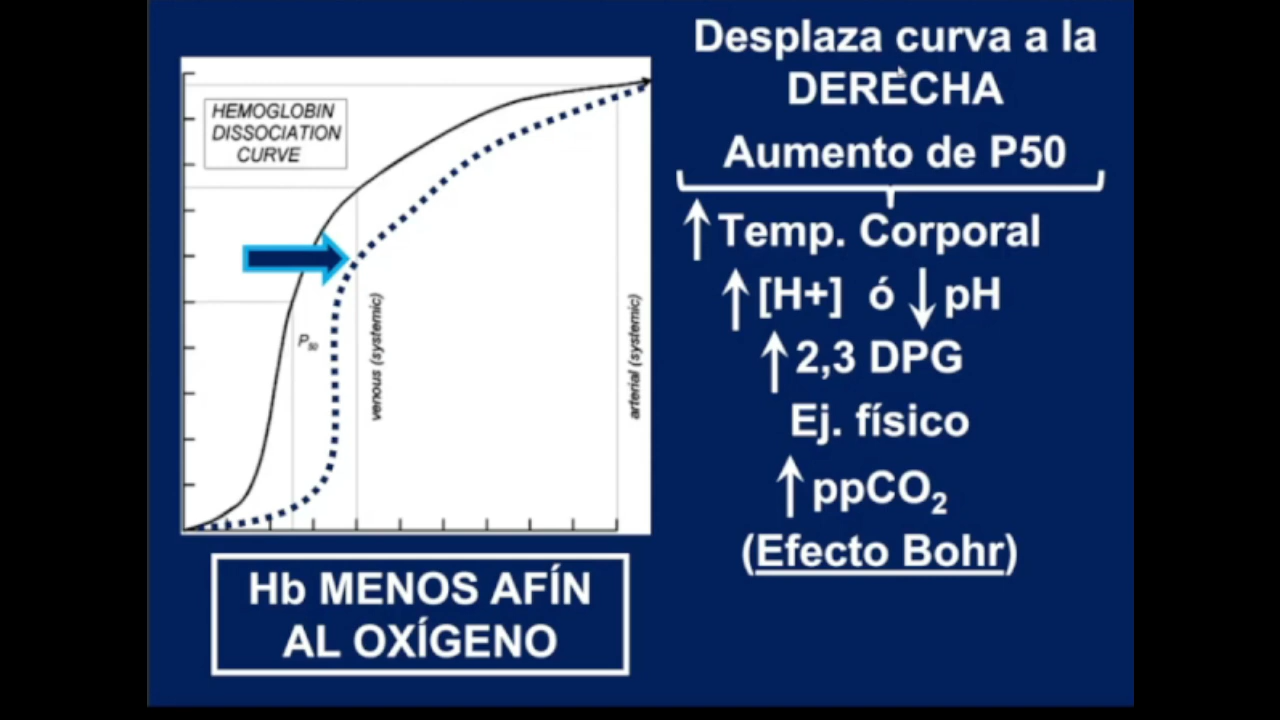 HEMOGLOBIN
DISSOCIATION
CURVE
P50
venous (systemic)
arterial (systemic)
Hb MENOS AFÍN
AL OXÍGENO
Desplaza curva a la
DERECHA
Aumento de P50
↑ Temp. Corporal
↑ [H+] ó ↓ pH
↑ 2,3 DPG
Ej. físico
↑ ppCO2
(Efecto Bohr)